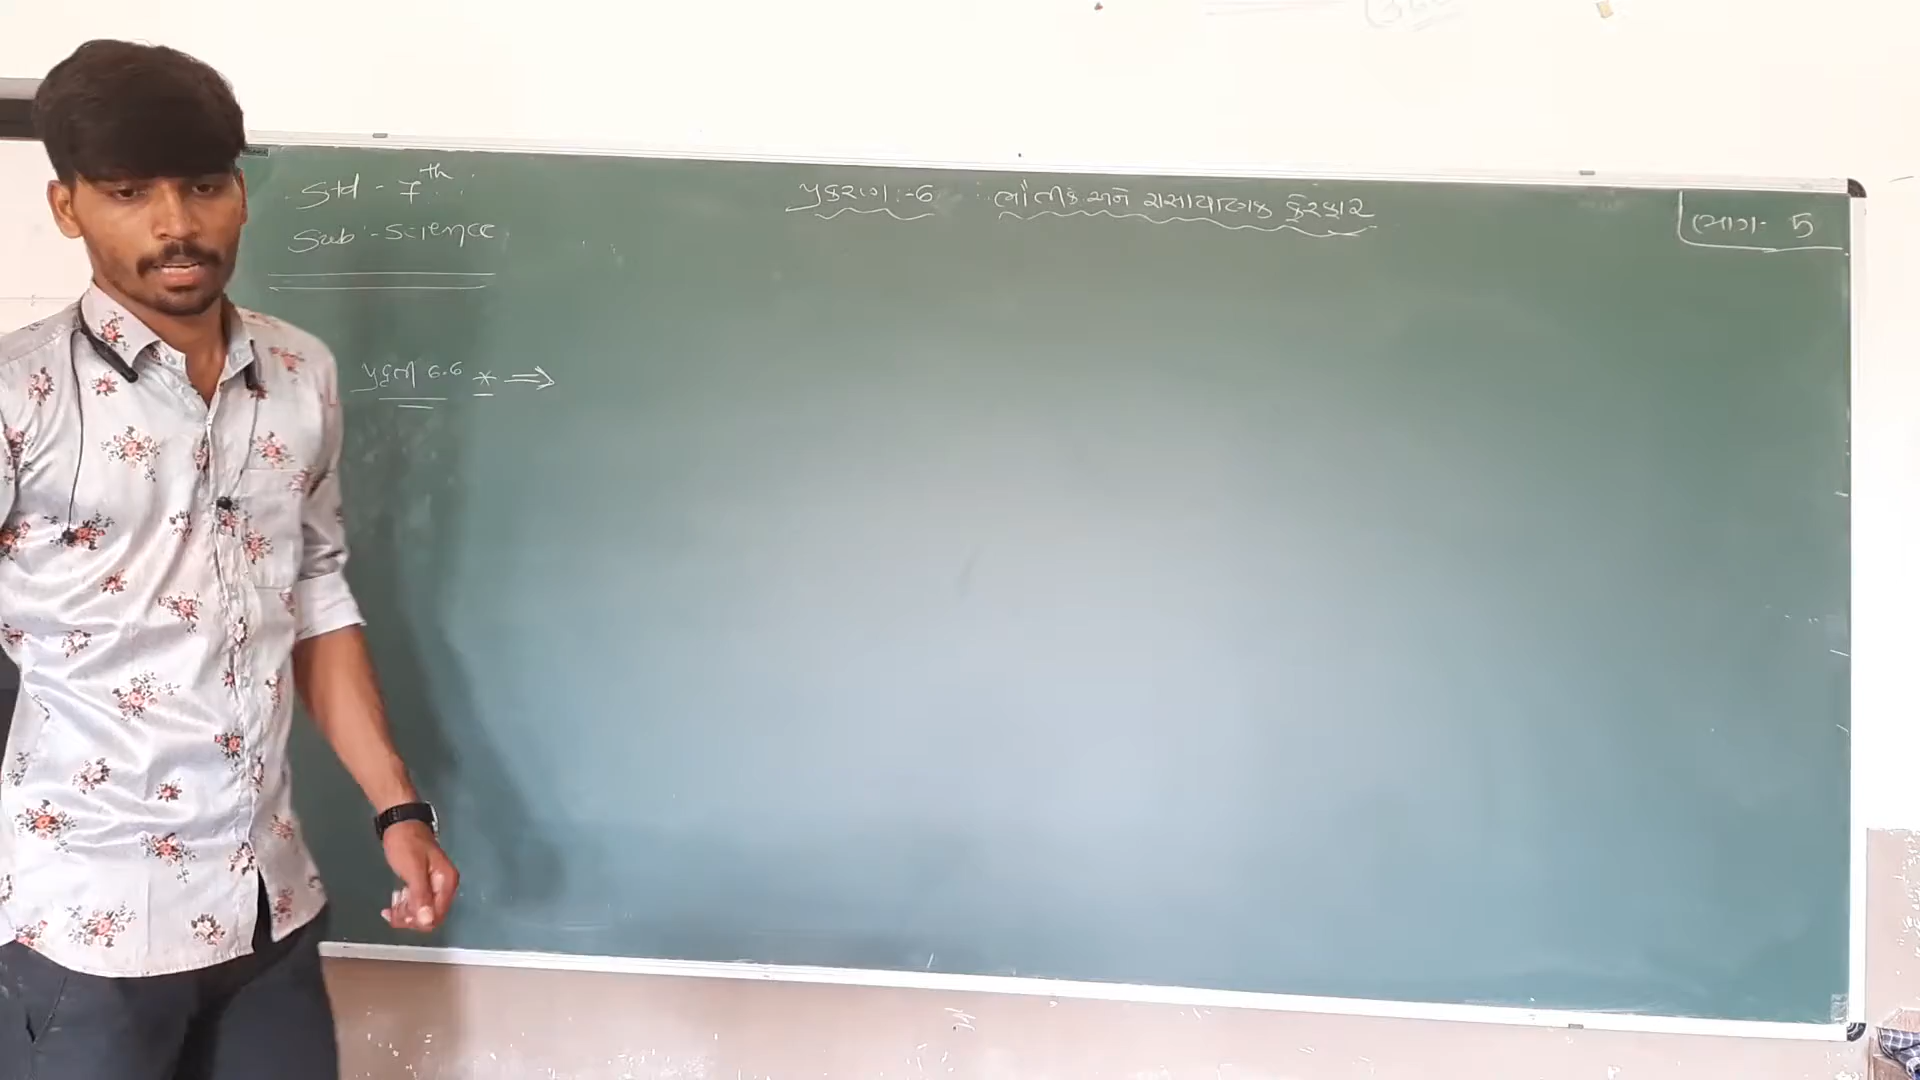 Std - 7th
Sub - Science
પ્રકરણ :- 6 ભૌતીક અને રાસાયણિક ફેરફાર
ભાગ - 5
પ્રવૃત્તી 6.6 * ⇒